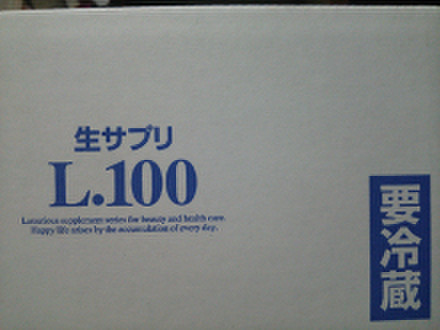 生サプリ
L.100
Luxurious supplement series for beauty and health care.
Happy life arises by the accumulation of every day.
要冷蔵